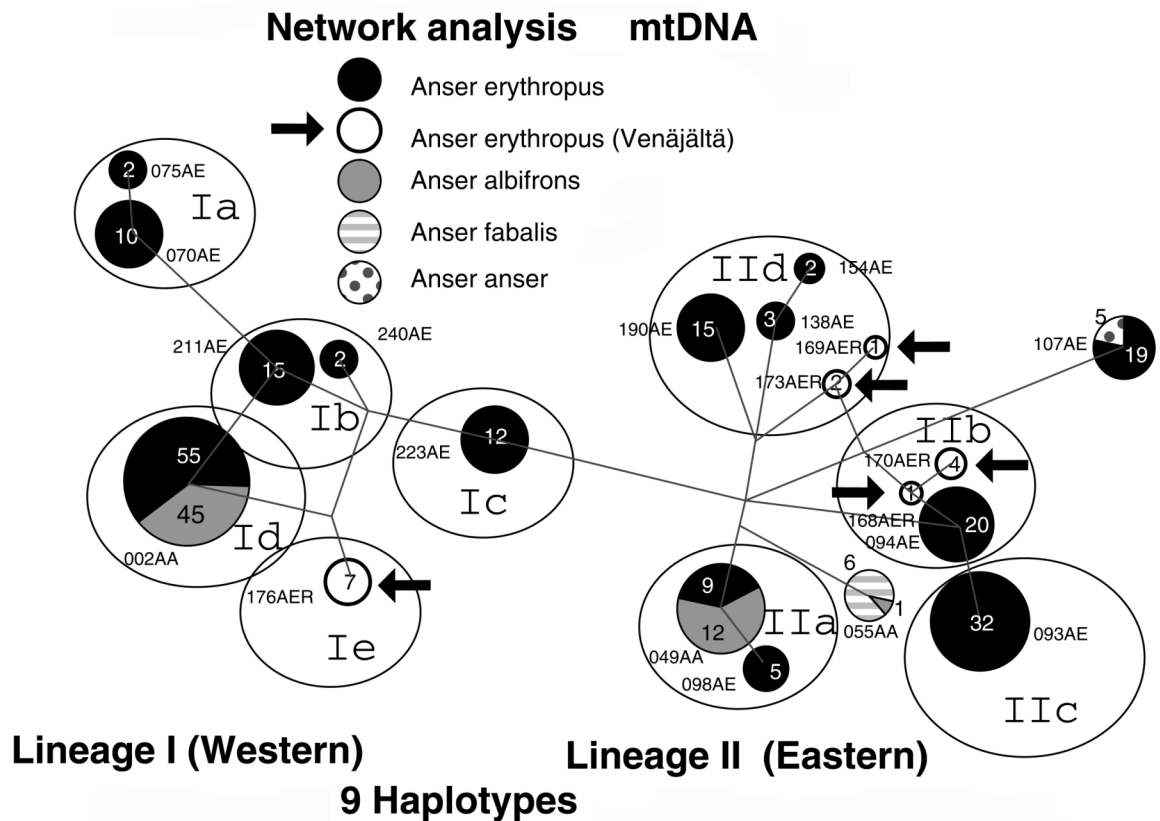 Network analysis mtDNA
Anser erythropus
Anser erythropus (Venäjältä)
Anser albifrons
Anser fabalis
Anser anser
2
075AE
Ia
10
070AE
211AE
240AE
15
2
Ib
55
45
Id
002AA
223AE
12
Ic
176AER
7
Ie
IId
2
154AE
190AE
15
3
138AE
169AER
1
173AER
2
5
107AE
19
IIb
170AER
4
1
168AER
094AE
20
9
12
IIa
049AA
098AE
5
6
1
055AA
32
093AE
IIc
Lineage I (Western)
Lineage II (Eastern)
9 Haplotypes